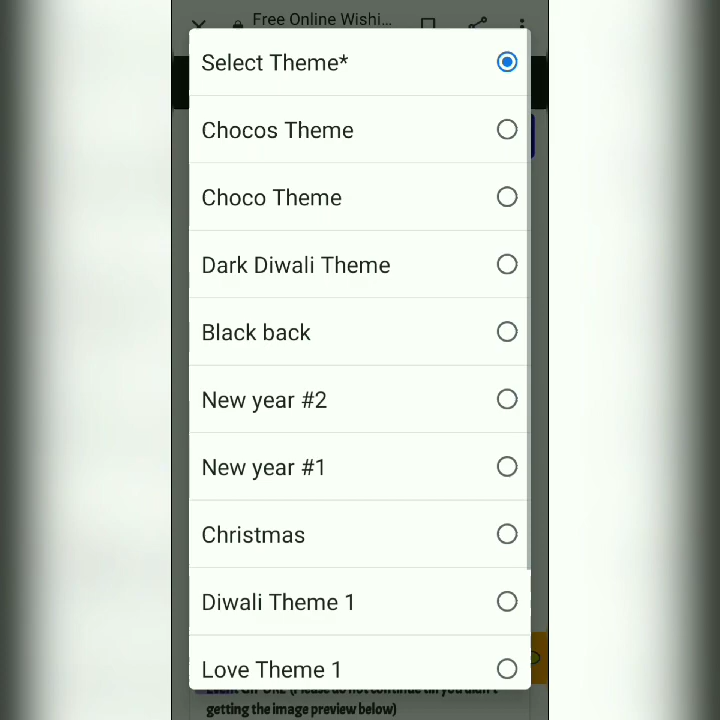 Free Online Wishi...
Select Theme*
Chocos Theme
Choco Theme
Dark Diwali Theme
Black back
New year #2
New year #1
Christmas
Diwali Theme 1
Love Theme 1
getting the image preview below)